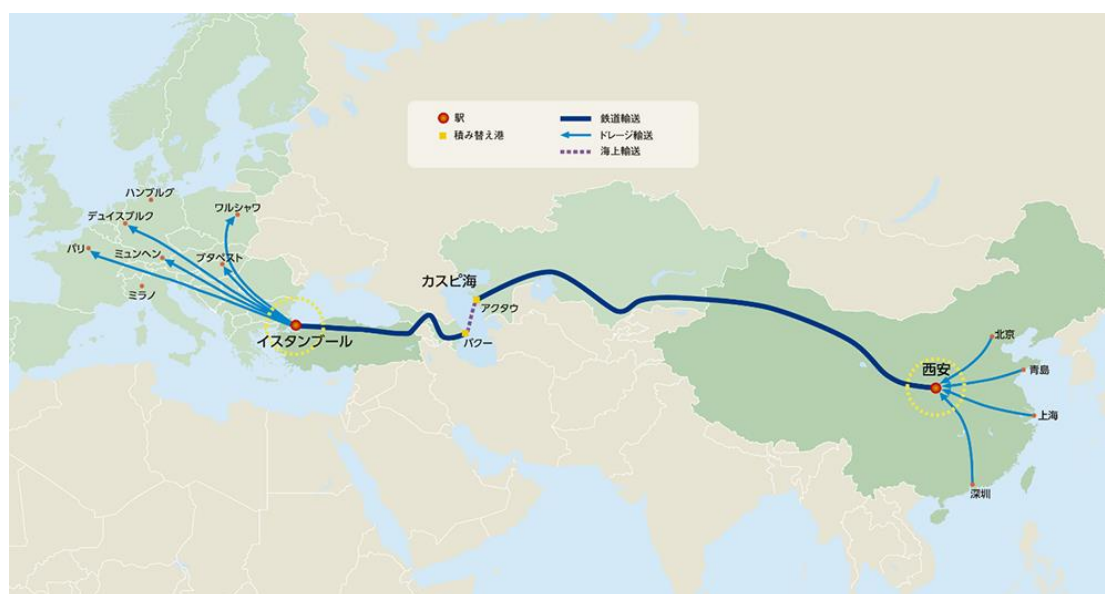 駅
積み替え港
鉄道輸送
ドレージ輸送
海上輸送
ハンブルグ
デュイスブルク
ワルシャワ
パリ
ミュンヘン
ブタペスト
ミラノ
イスタンブール
カスピ海
アクタウ
バクー
西安
北京
青島
上海
深圳